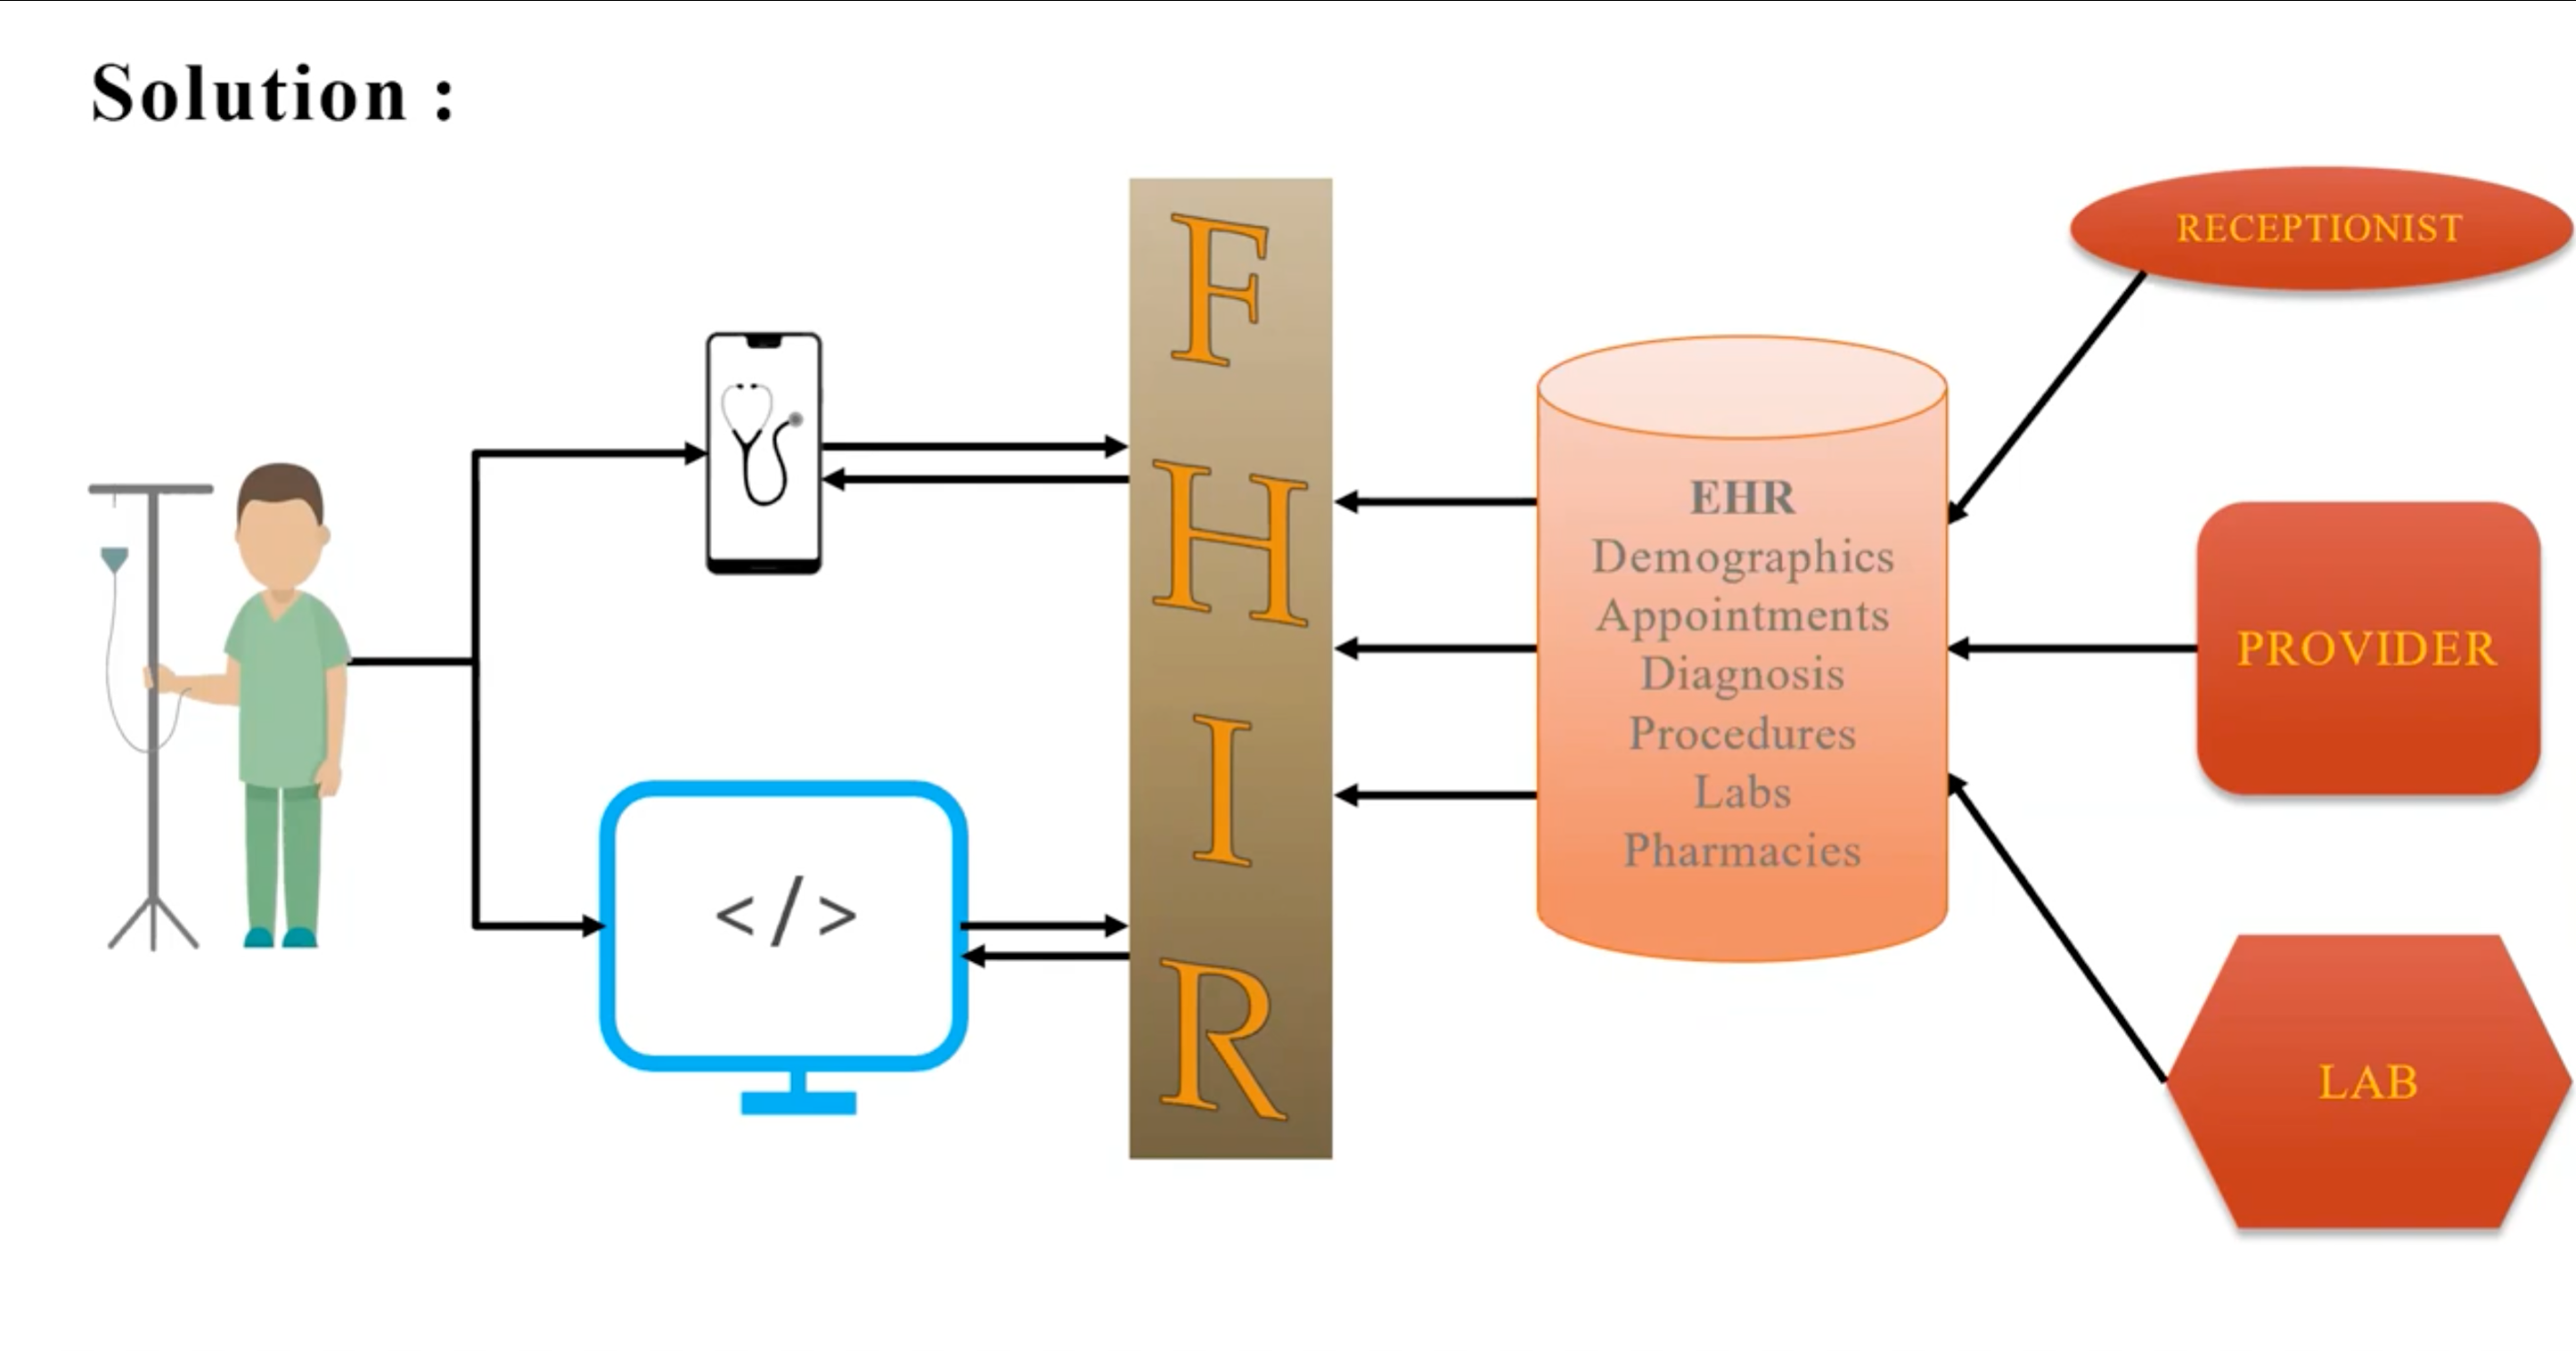 Solution :
F
H
I
R
</>
EHR
Demographics
Appointments
Diagnosis
Procedures
Labs
Pharmacies
RECEPTIONIST
PROVIDER
LAB